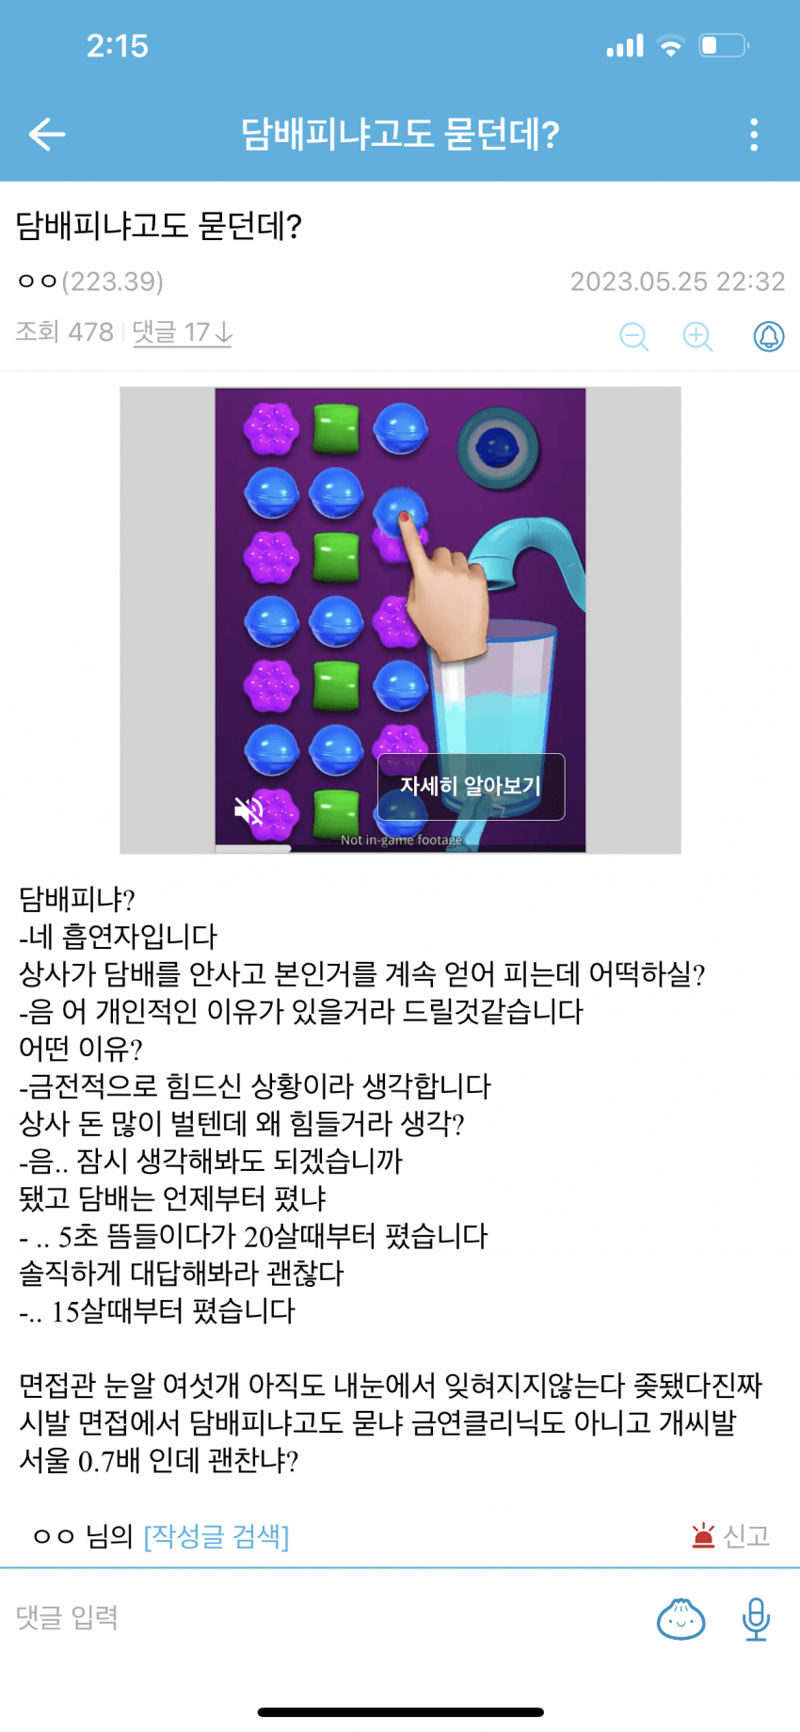 2:15
담배피냐고도 묻던데?
담배피냐고도 묻던데?
ㅇㅇ(223.39)
2023.05.25 22:32
조회 478 | 댓글 17↓
자세히 알아보기
Not in-game footage.
담배피냐?
-네 흡연자입니다
상사가 담배를 안사고 본인거를 계속 얻어 피는데 어떡하실?
-음 어 개인적인 이유가 있을거라 드릴것같습니다
어떤 이유?
-금전적으로 힘드신 상황이라 생각합니다
상사 돈 많이 벌텐데 왜 힘들거라 생각?
-음.. 잠시 생각해봐도 되겠습니까
됐고 담배는 언제부터 폈냐
- .. 5초 뜸들이다가 20살때부터 폈습니다
솔직하게 대답해봐라 괜찮다
-.. 15살때부터 폈습니다
면접관 눈알 여섯개 아직도 내눈에서 잊혀지지않는다 좆됐다진짜
시발 면접에서 담배피냐고도 묻냐 금연클리닉도 아니고 개씨발
서울 0.7배 인데 괜찬냐?
ㅇㅇ 님의 [작성글 검색]
신고
댓글 입력